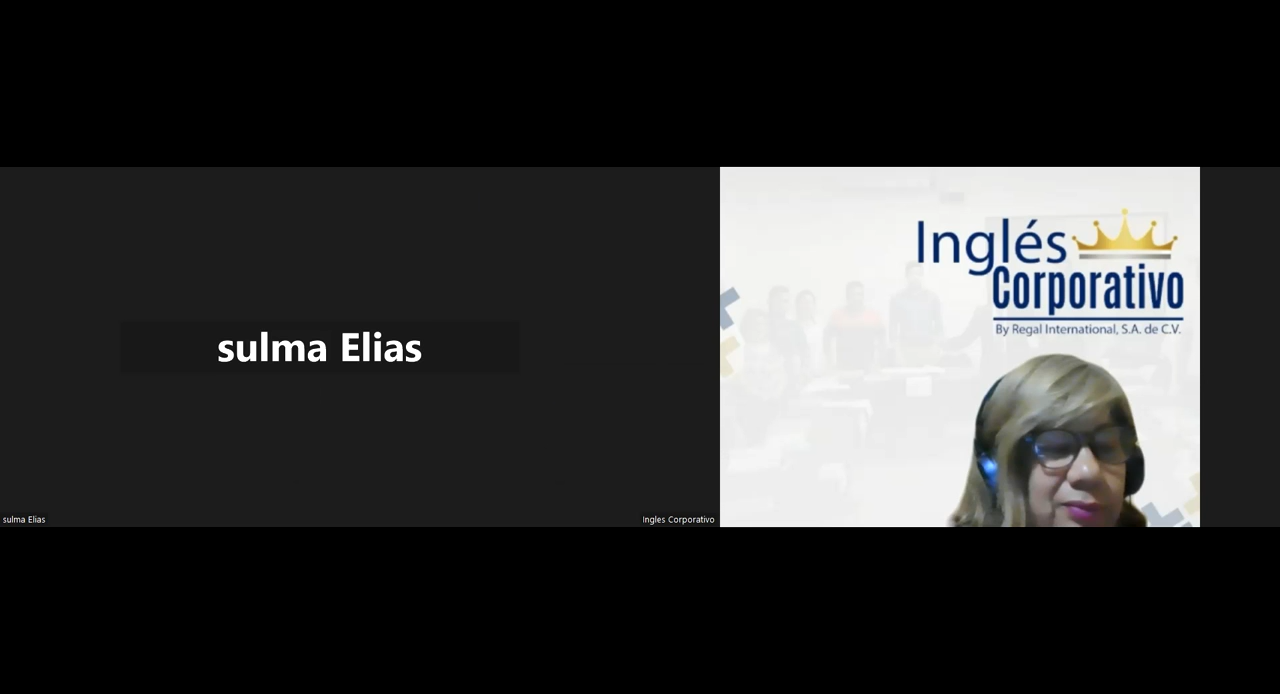 sulma Elias
sulma Elias
Ingles Corporativo
Inglés
Corporativo
By Regal International, S.A. de C.V.